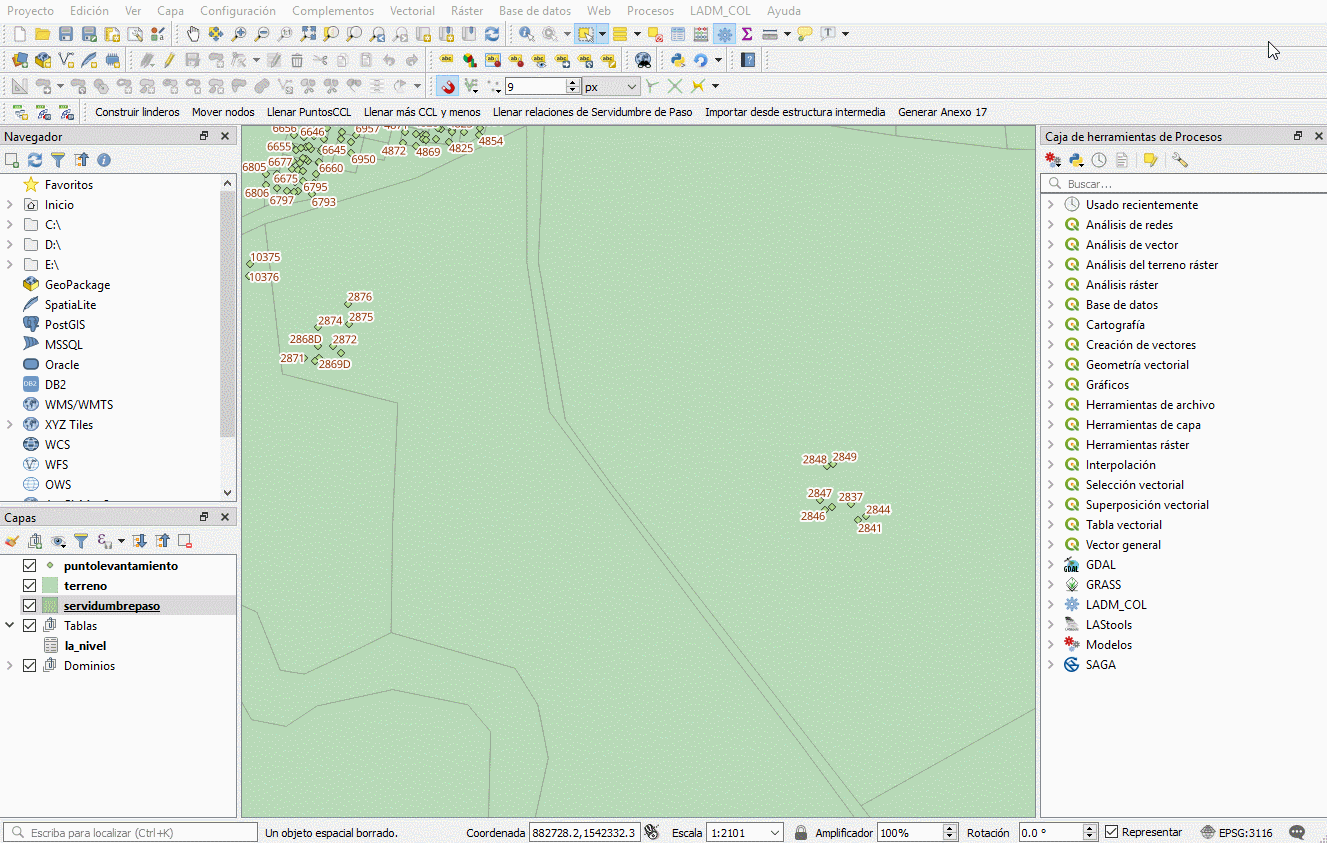 Proyecto Edición Ver Capa Configuración Complementos Vectorial Ráster Base de datos Web Procesos LADM_COL Ayuda
9 px
Construir linderos Mover nodos Llenar PuntosCCL Llenar más CCL y menos Llenar relaciones de Servidumbre de Paso Importar desde estructura intermedia Generar Anexo 17
Navegador
Favoritos
Inicio
C:\
D:\
E:\
GeoPackage
SpatiaLite
PostGIS
MSSQL
Oracle
DB2
WMS/WMTS
XYZ Tiles
WCS
WFS
OWS
Capas
puntolevantamiento
terreno
servidumbrepaso
Tablas
la_nivel
Dominios
6656 6646 6957
6655 6645 4872 4869 4825 4854
6677 6950
6805 6660
6675 6795
6806 6797 6793
10375
10376
2876
2874 2875
2868D 2872
2871 2869D
2848 2849
2847 2837
2846 2844
2841
Caja de herramientas de Procesos
Buscar...
Usado recientemente
Análisis de redes
Análisis de vector
Análisis del terreno ráster
Análisis ráster
Base de datos
Cartografía
Creación de vectores
Geometría vectorial
Gráficos
Herramientas de archivo
Herramientas de capa
Herramientas ráster
Interpolación
Selección vectorial
Superposición vectorial
Tabla vectorial
Vector general
GDAL
GRASS
LADM_COL
LAStools
Modelos
SAGA
Escriba para localizar (Ctrl+K) Un objeto espacial borrado. Coordenada 882728.2,1542332.3 Escala 1:2101 Amplificador 100% Rotación 0.0 ° Representar EPSG:3116